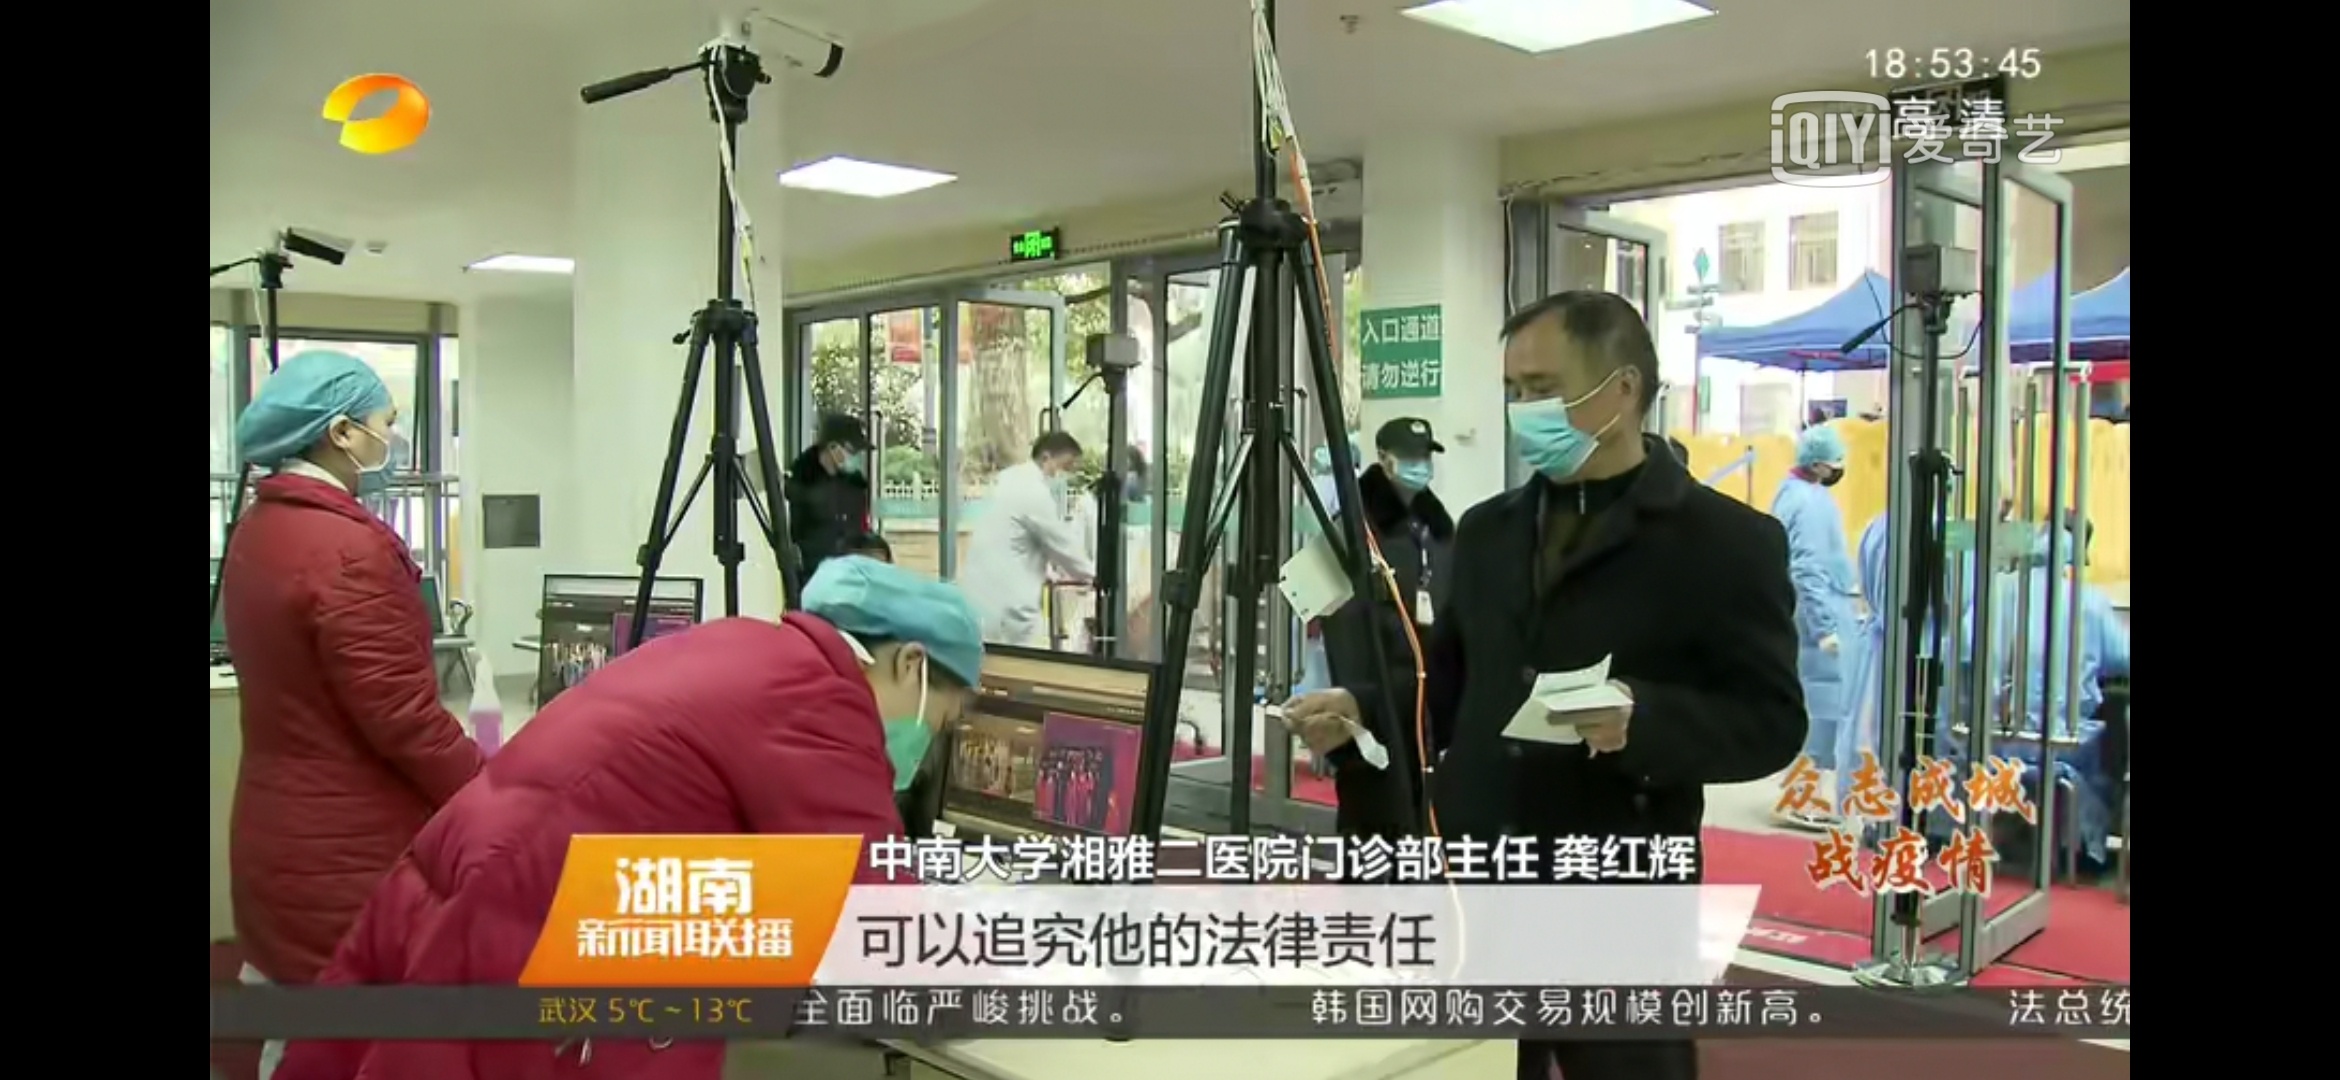 18:53:45
高清
iQIYI 爱奇艺
入口通道
请勿逆行
众志成城
战疫情
中南大学湘雅二医院门诊部主任 龚红辉
湖南
新闻联播
可以追究他的法律责任
武汉 5℃~13℃ 全面临严峻挑战。 韩国网购交易规模创新高。 法总统